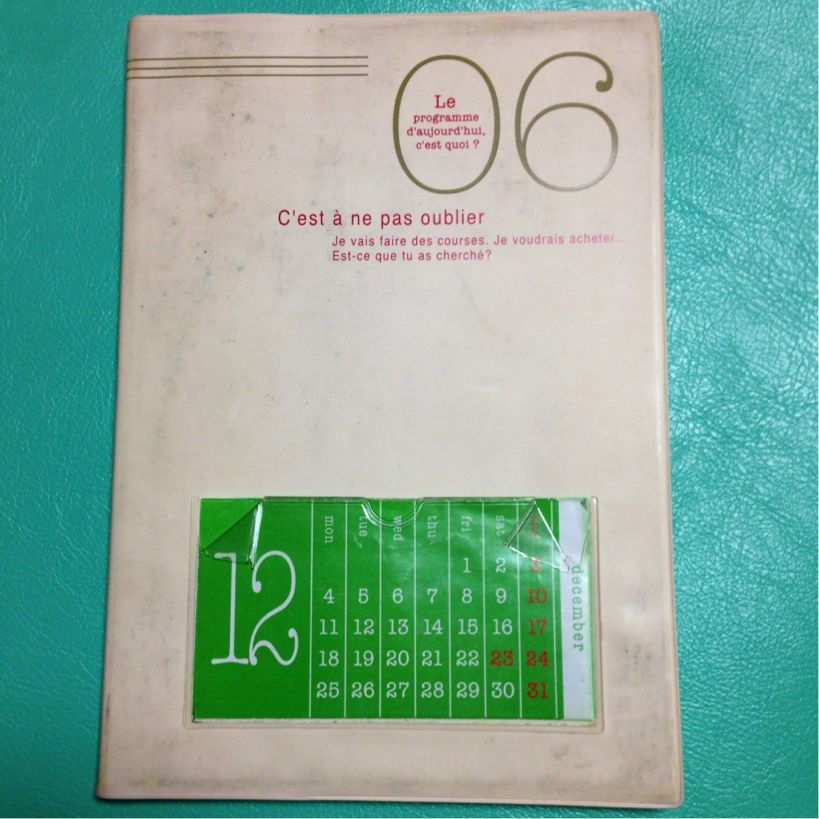 06
Le
programme
d'aujourd'hui,
c'est quoi ?
C'est à ne pas oublier
Je vais faire des courses. Je voudrais acheter....
Est-ce que tu as cherché?
12
mon tue wed thu fri sat sun
1 2 3
4 5 6 7 8 9 10
11 12 13 14 15 16 17
18 19 20 21 22 23 24
25 26 27 28 29 30 31
december